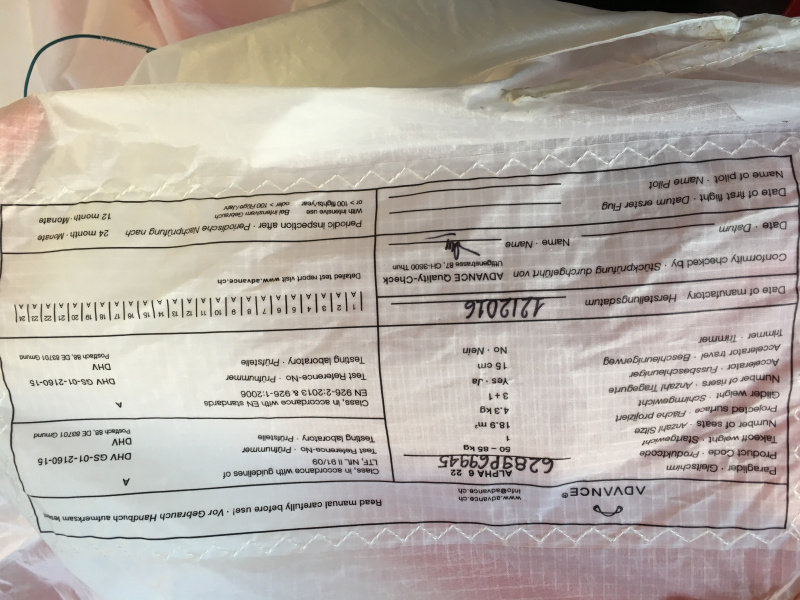 ADVANCE®
www.advance.ch
info@advance.ch
Read manual carefully before use! · Vor Gebrauch Handbuch aufmerksam lesen
Paraglider · Gleitschirm ALPHA 6 22
Product Code · Produktcode 6289P69945
Takeoff weight · Startgewicht 50 – 85 kg
Number of seats · Anzahl Sitze 1
Projected surface · Fläche projiziert 18.9 m²
Glider weight · Schirmgewicht 4.3 kg
Number of risers · Anzahl Tragegurte 3+1
Accelerator · Fussbeschleuniger Yes · Ja
Accelerator travel · Beschleunigerweg 15 cm
Trimmer · Trimmer No · Nein
Date of manufactory · Herstellungsdatum 12/2016
Conformity checked by · Stückprüfung durchgeführt von ADVANCE Quality-Check
Uttigenstrasse 87, CH-3600 Thun
Date · Datum Name · Name
Date of first flight · Datum erster Flug
Name of pilot · Name Pilot
Class, in accordance with guidelines of A
LTF, NfL II, 91/09
Test Reference-No · Prüfnummer DHV GS-01-2160-15
Testing laboratory · Prüfstelle DHV
Postfach 88, DE 83701 Gmund
Class, in accordance with EN standards A
EN 926-2:2013 & 926-1:2006
Test Reference-No · Prüfnummer DHV GS-01-2160-15
Testing laboratory · Prüfstelle DHV
Postfach 88, DE 83701 Gmund
1 2 3 4 5 6 7 8 9 10 11 12 13 14 15 16 17 18 19 20 21 22 23 24
A A A A A A A A A A A A A A A A A A A A A A A A
Detailed test report visit www.advance.ch
Periodic inspection after · Periodische Nachprüfung nach 24 month · Monate
With intensive use Bei intensivem Gebrauch 12 month · Monate
or > 100 flights/year oder > 100 Flüge/Jahr